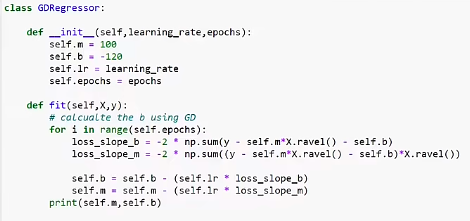 class GDRegressor:
def __init__(self,learning_rate,epochs):
self.m = 100
self.b = -120
self.lr = learning_rate
self.epochs = epochs
def fit(self,X,y):
# calcualte the b using GD
for i in range(self.epochs):
loss_slope_b = -2 * np.sum(y - self.m*X.ravel() - self.b)
loss_slope_m = -2 * np.sum((y - self.m*X.ravel() - self.b)*X.ravel())
self.b = self.b - (self.lr * loss_slope_b)
self.m = self.m - (self.lr * loss_slope_m)
print(self.m,self.b)